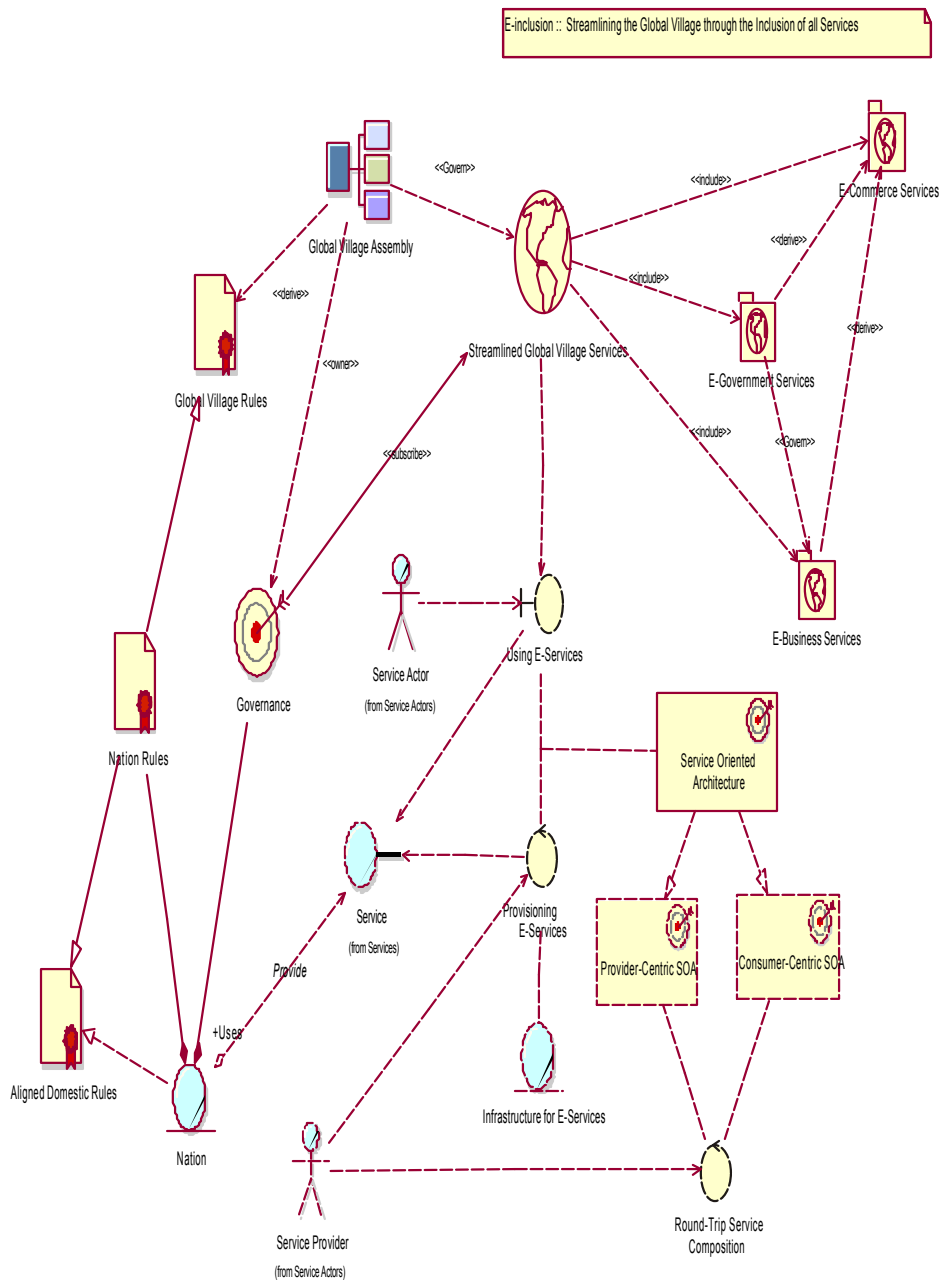 E-inclusion :: Streamlining the Global Village through the Inclusion of all Services
<<Govern>>
<<include>>
E-Commerce Services
Global Village Assembly
<<derive>>
<<include>>
<<derive>>
<<derive>>
Streamlined Global Village Services
<<owner>>
E-Government Services
Global Village Rules
<<include>>
<<Govern>>
<<subscribe>>
E-Business Services
Using E-Services
Service Actor
(from Service Actors)
Governance
Nation Rules
Service Oriented
Architecture
Service
(from Services)
Provisioning
E-Services
Provider-Centric SOA
Consumer-Centric SOA
Provide
+Uses
Aligned Domestic Rules
Infrastructure for E-Services
Nation
Round-Trip Service
Composition
Service Provider
(from Service Actors)